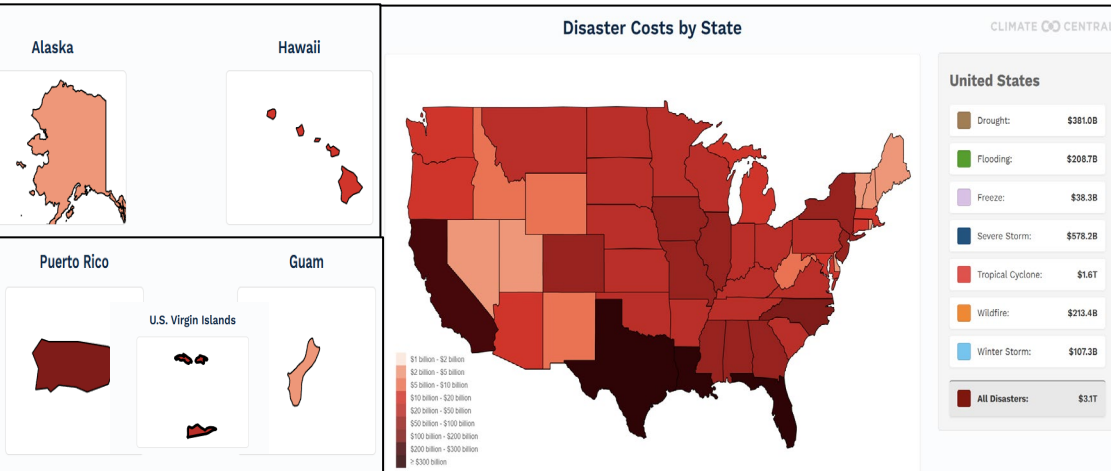 Alaska
Hawaii
Puerto Rico
Guam
U.S. Virgin Islands
Disaster Costs by State
CLIMATE CENTRAL
$1 billion - $2 billion
$2 billion - $5 billion
$5 billion - $10 billion
$10 billion - $20 billion
$20 billion - $50 billion
$50 billion - $100 billion
$100 billion - $200 billion
$200 billion - $300 billion
≥ $300 billion
United States
Drought: $381.0B
Flooding: $208.7B
Freeze: $38.3B
Severe Storm: $578.2B
Tropical Cyclone: $1.6T
Wildfire: $213.4B
Winter Storm: $107.3B
All Disasters: $3.1T